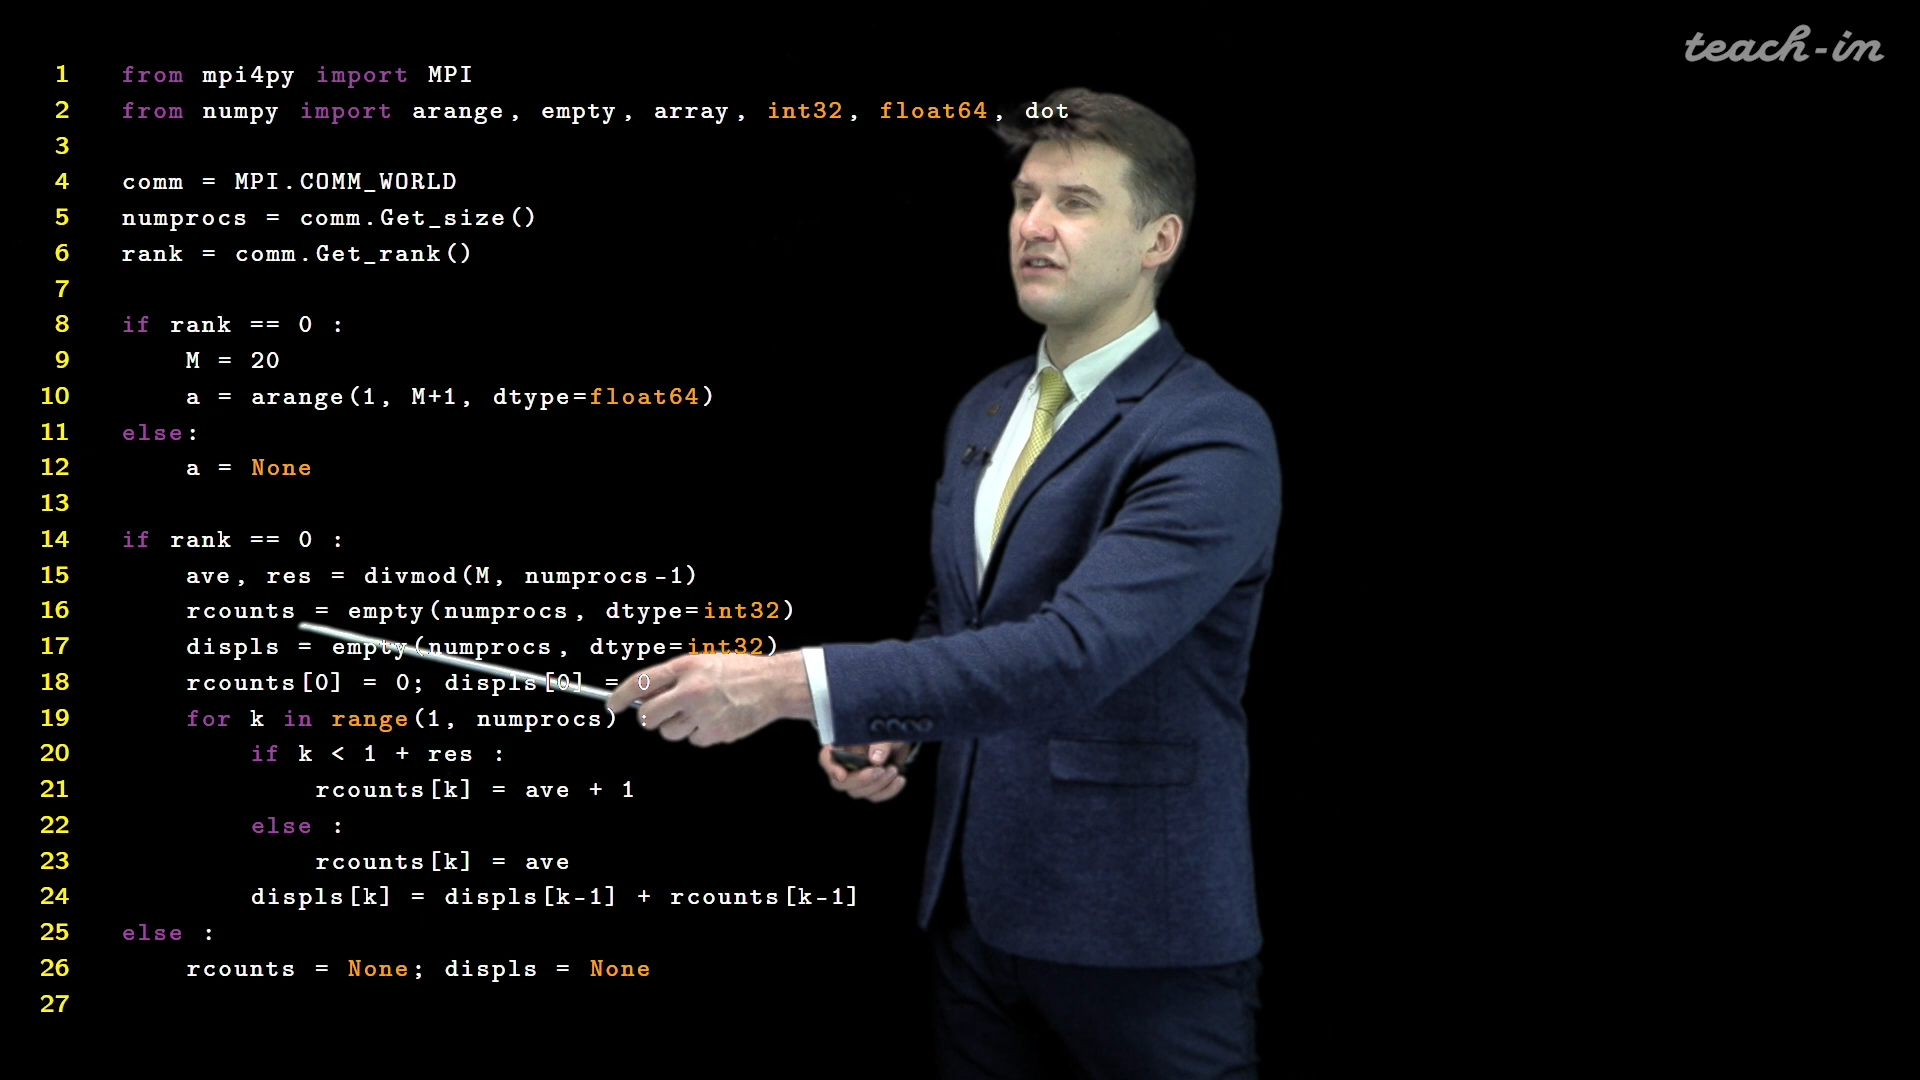 teach-in
1 from mpi4py import MPI
2 from numpy import arange, empty, array, int32, float64, dot
3
4 comm = MPI.COMM_WORLD
5 numprocs = comm.Get_size()
6 rank = comm.Get_rank()
7
8 if rank == 0 :
9     M = 20
10     a = arange(1, M+1, dtype=float64)
11 else:
12     a = None
13
14 if rank == 0 :
15     ave, res = divmod(M, numprocs-1)
16     rcounts = empty(numprocs, dtype=int32)
17     displs = empty(numprocs, dtype=int32)
18     rcounts[0] = 0; displs[0] = 0
19     for k in range(1, numprocs) :
20         if k < 1 + res :
21             rcounts[k] = ave + 1
22         else :
23             rcounts[k] = ave
24         displs[k] = displs[k-1] + rcounts[k-1]
25 else :
26     rcounts = None; displs = None
27